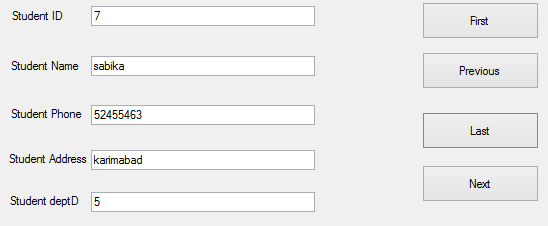 Student ID 7
First
Student Name sabika
Previous
Student Phone 52455463
Last
Student Address karimabad
Next
Student deptD 5